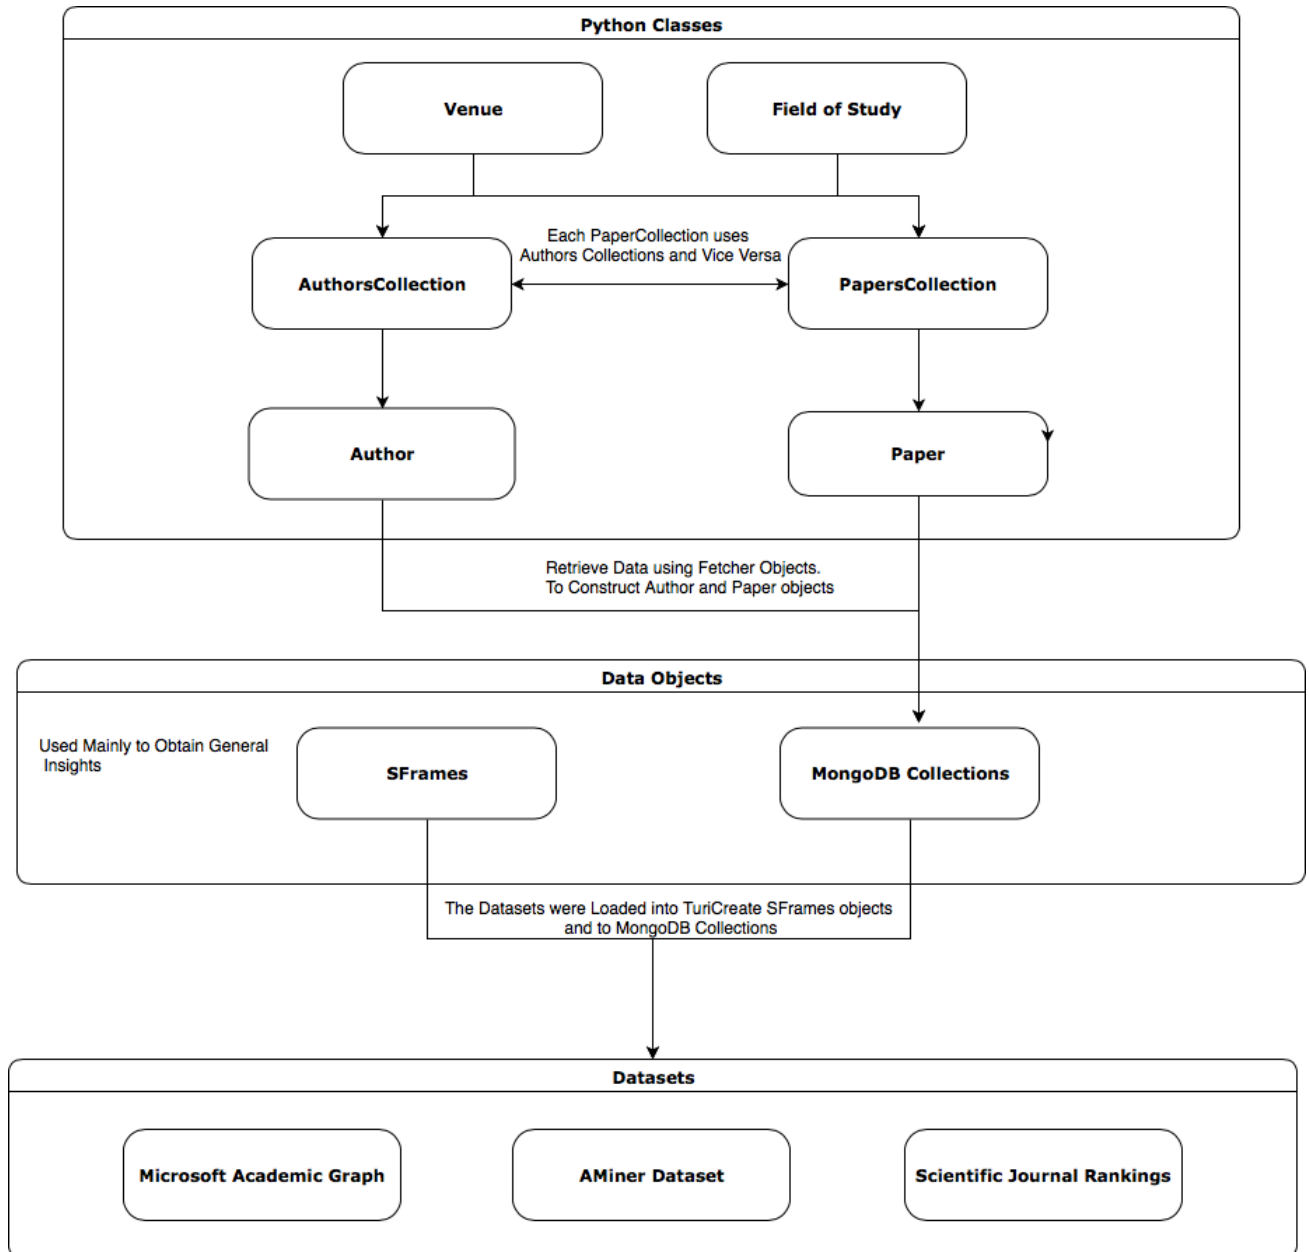 Python Classes
Venue
Field of Study
Each PaperCollection uses
Authors Collections and Vice Versa
AuthorsCollection
PapersCollection
Author
Paper
Retrieve Data using Fetcher Objects.
To Construct Author and Paper objects
Data Objects
Used Mainly to Obtain General
Insights
SFrames
MongoDB Collections
The Datasets were Loaded into TuriCreate SFrames objects
and to MongoDB Collections
Datasets
Microsoft Academic Graph
AMiner Dataset
Scientific Journal Rankings